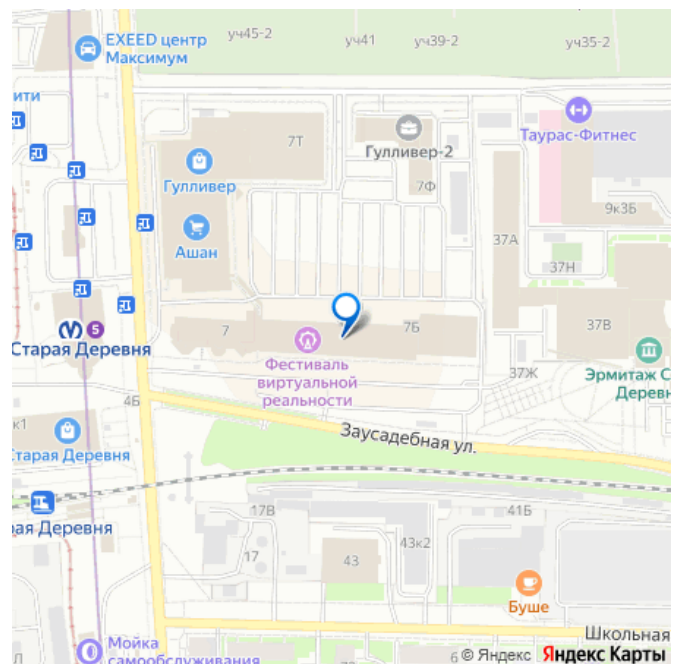 EXEED центр
Максимум
уч45-2
уч41
уч39-2
уч35-2
ити
7Т
Гулливер-2
Таурас-Фитнес
Гулливер
7Ф
9к3Б
Ашан
37А
37Н
7
7Б
37В
5
Старая Деревня
Фестиваль
виртуальной
реальности
37Ж
Эрмитаж С
Деревн
4Б
к1
Заусадебная ул.
Старая Деревня
17В
41Б
рая Деревня
17
43
43к2
Буше
Школьная
Л
Мойка
самообслуживания
6
© Яндекс Яндекс Карты